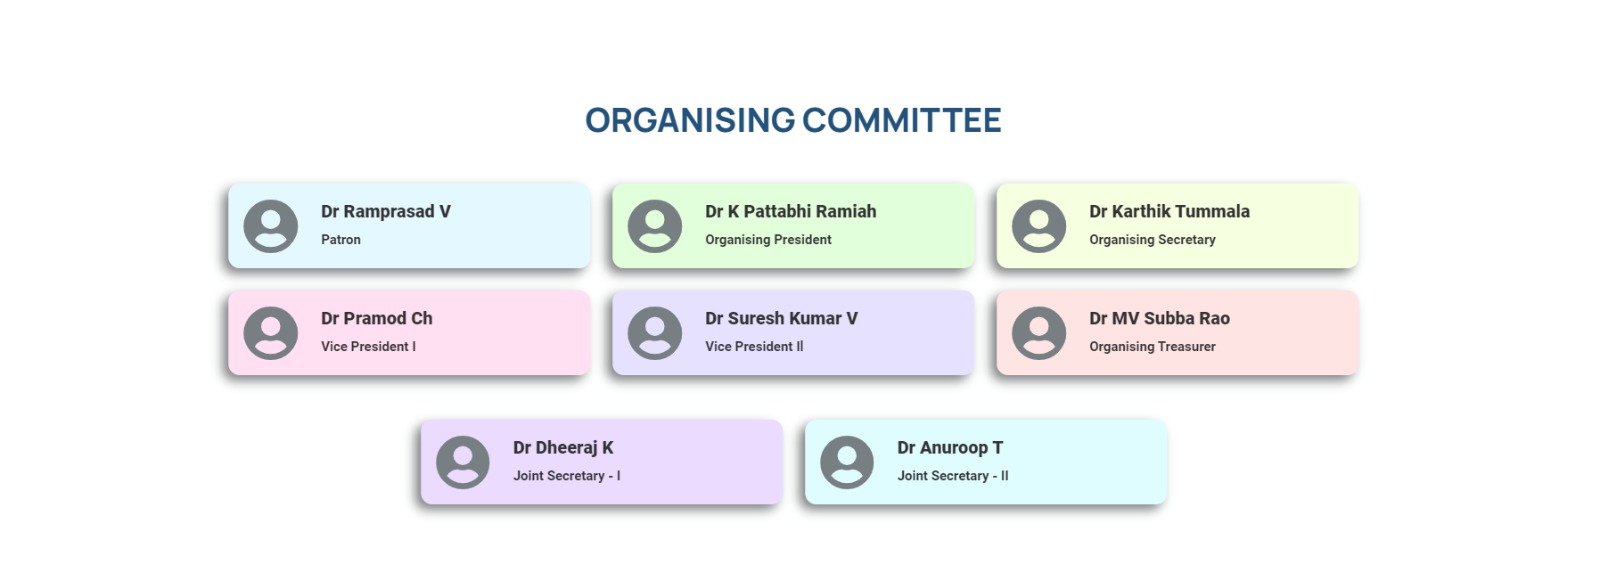 ORGANISING COMMITTEE
Dr Ramprasad V
Patron
Dr K Pattabhi Ramiah
Organising President
Dr Karthik Tummala
Organising Secretary
Dr Pramod Ch
Vice President I
Dr Suresh Kumar V
Vice President II
Dr MV Subba Rao
Organising Treasurer
Dr Dheeraj K
Joint Secretary - I
Dr Anuroop T
Joint Secretary - II